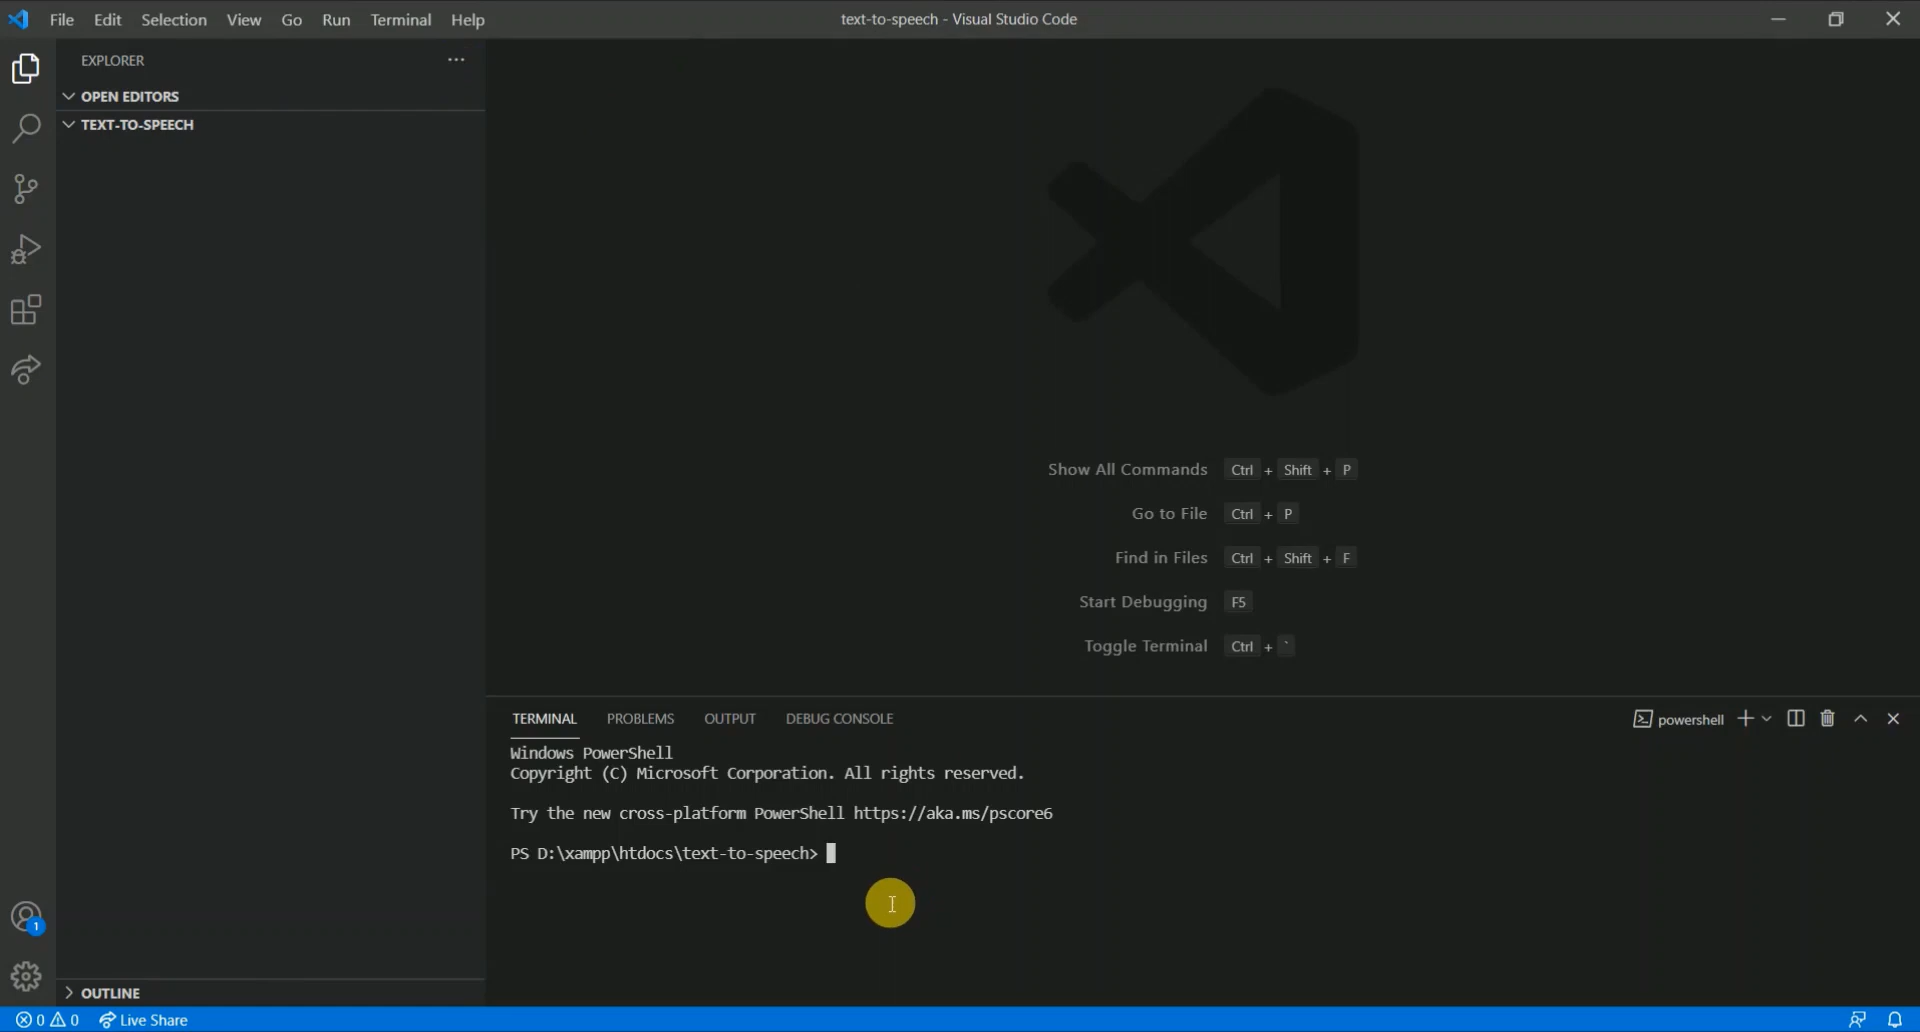 File Edit Selection View Go Run Terminal Help
text-to-speech - Visual Studio Code
EXPLORER
OPEN EDITORS
TEXT-TO-SPEECH
Show All Commands Ctrl + Shift + P
Go to File Ctrl + P
Find in Files Ctrl + Shift + F
Start Debugging F5
Toggle Terminal Ctrl + `
TERMINAL PROBLEMS OUTPUT DEBUG CONSOLE
powershell
Windows PowerShell
Copyright (C) Microsoft Corporation. All rights reserved.
Try the new cross-platform PowerShell https://aka.ms/pscore6
PS D:\xampp\htdocs\text-to-speech>
1
OUTLINE
0 0 Live Share